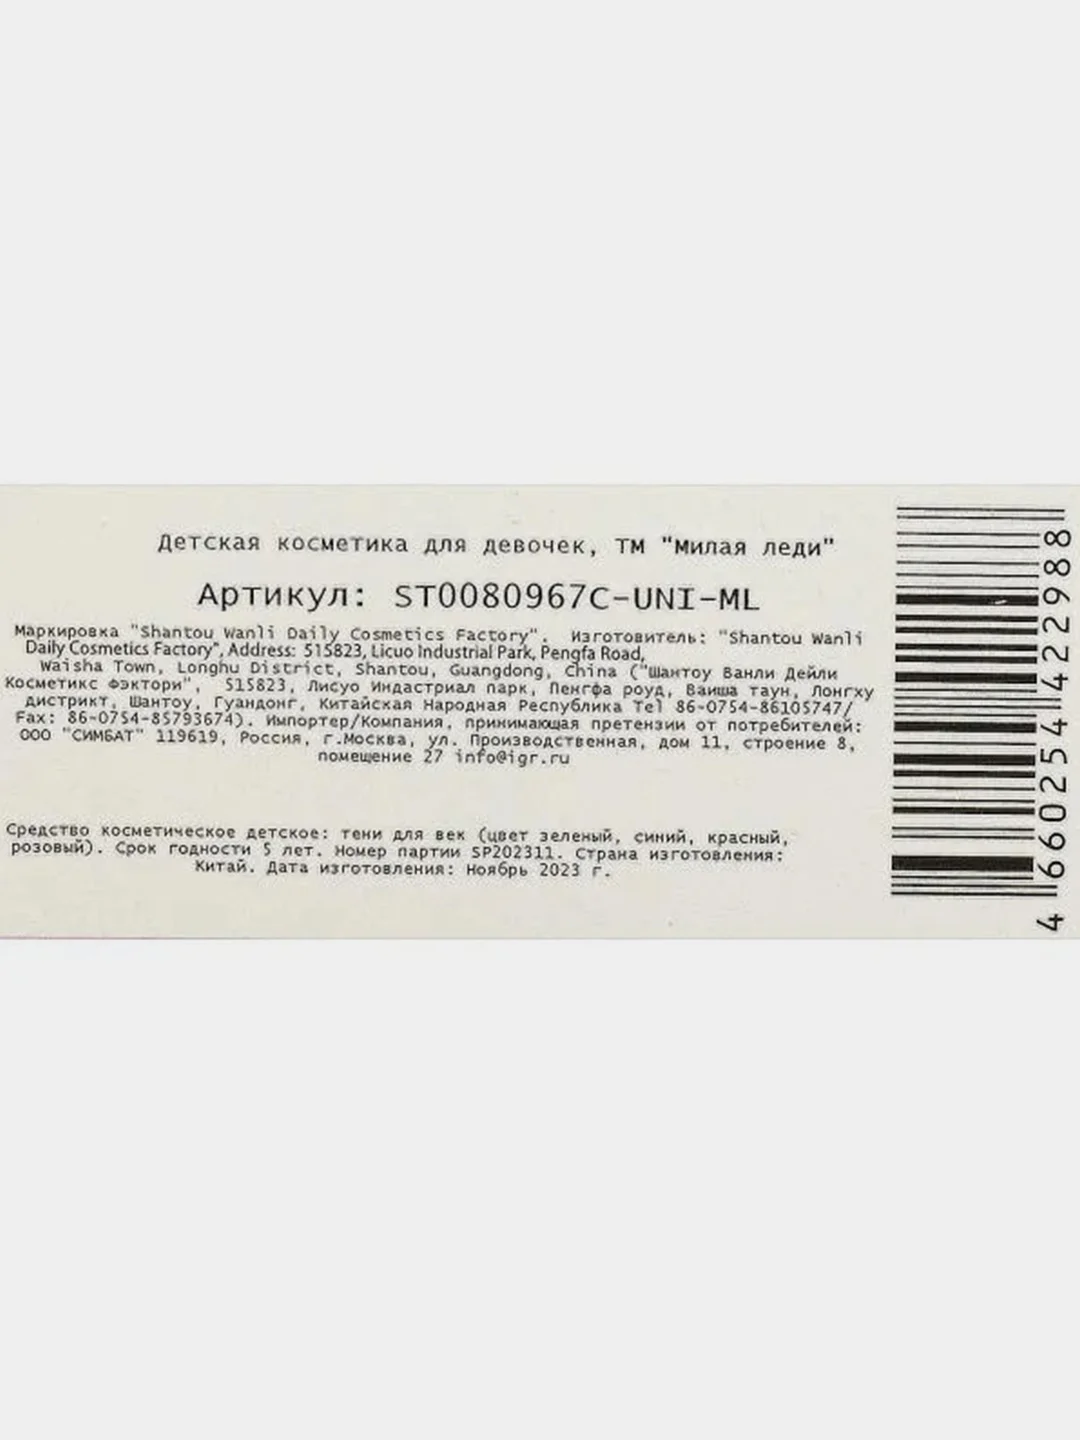 Детская косметика для девочек, ТМ "Милая леди"
Артикул: ST0080967C-UNI-ML
Маркировка "Shantou Wanli Daily Cosmetics Factory". Изготовитель: "Shantou Wanli
Daily Cosmetics Factory", Address: 515823, Licuo Industrial Park, Pengfa Road,
Waisha Town, Longhu District, Shantou, Guangdong, China ("Шантоу Ванли Дейли
Косметикс Фэктори", 515823, Лисуо Индастриал парк, Пенгфа роуд, Ваиша таун, Лонгху
дистрикт, Шантоу, Гуандонг, Китайская Народная Республика Tel 86-0754-86105747/
Fax: 86-0754-85793674). Импортер/Компания, принимающая претензии от потребителей:
ООО "СИМБАТ" 119619, Россия, г.Москва, ул. Производственная, дом 11, строение 8,
помещение 27 info@igr.ru
Средство косметическое детское: тени для век (цвет зеленый, синий, красный,
розовый). Срок годности 5 лет. Номер партии SP202311. Страна изготовления:
Китай. Дата изготовления: Ноябрь 2023 г.
4 660254 422988